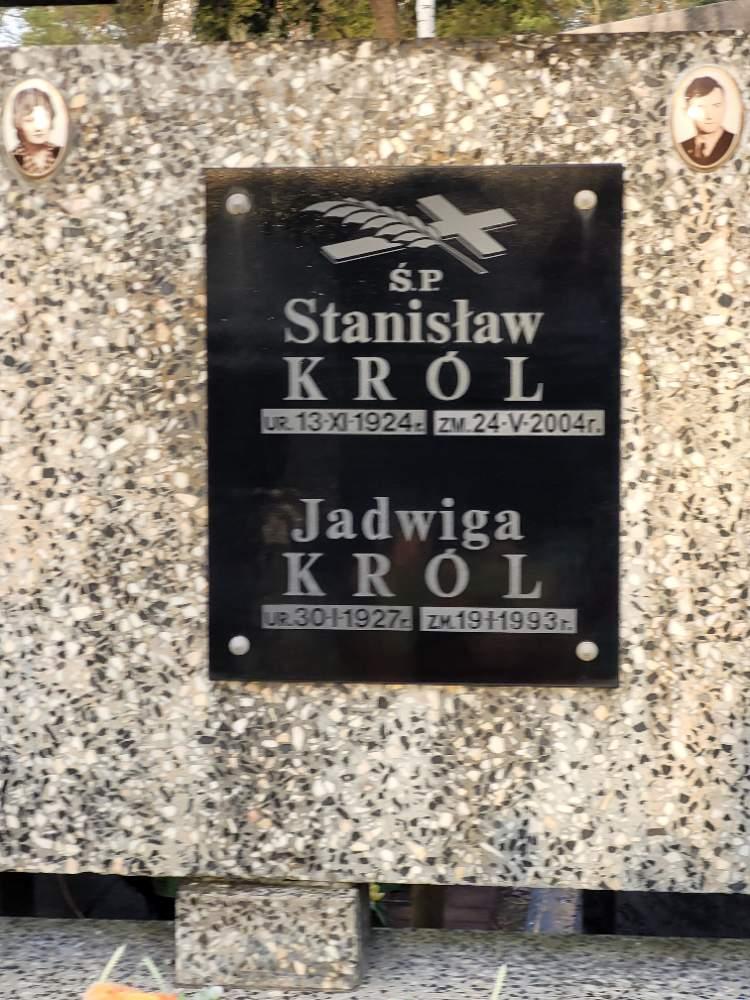 Ś.P.
Stanisław
KRÓL
UR. 13-XI-1924r. ZM. 24-V-2004r.
Jadwiga
KRÓL
UR. 30-I-1927r. ZM. 19-I-1993r.